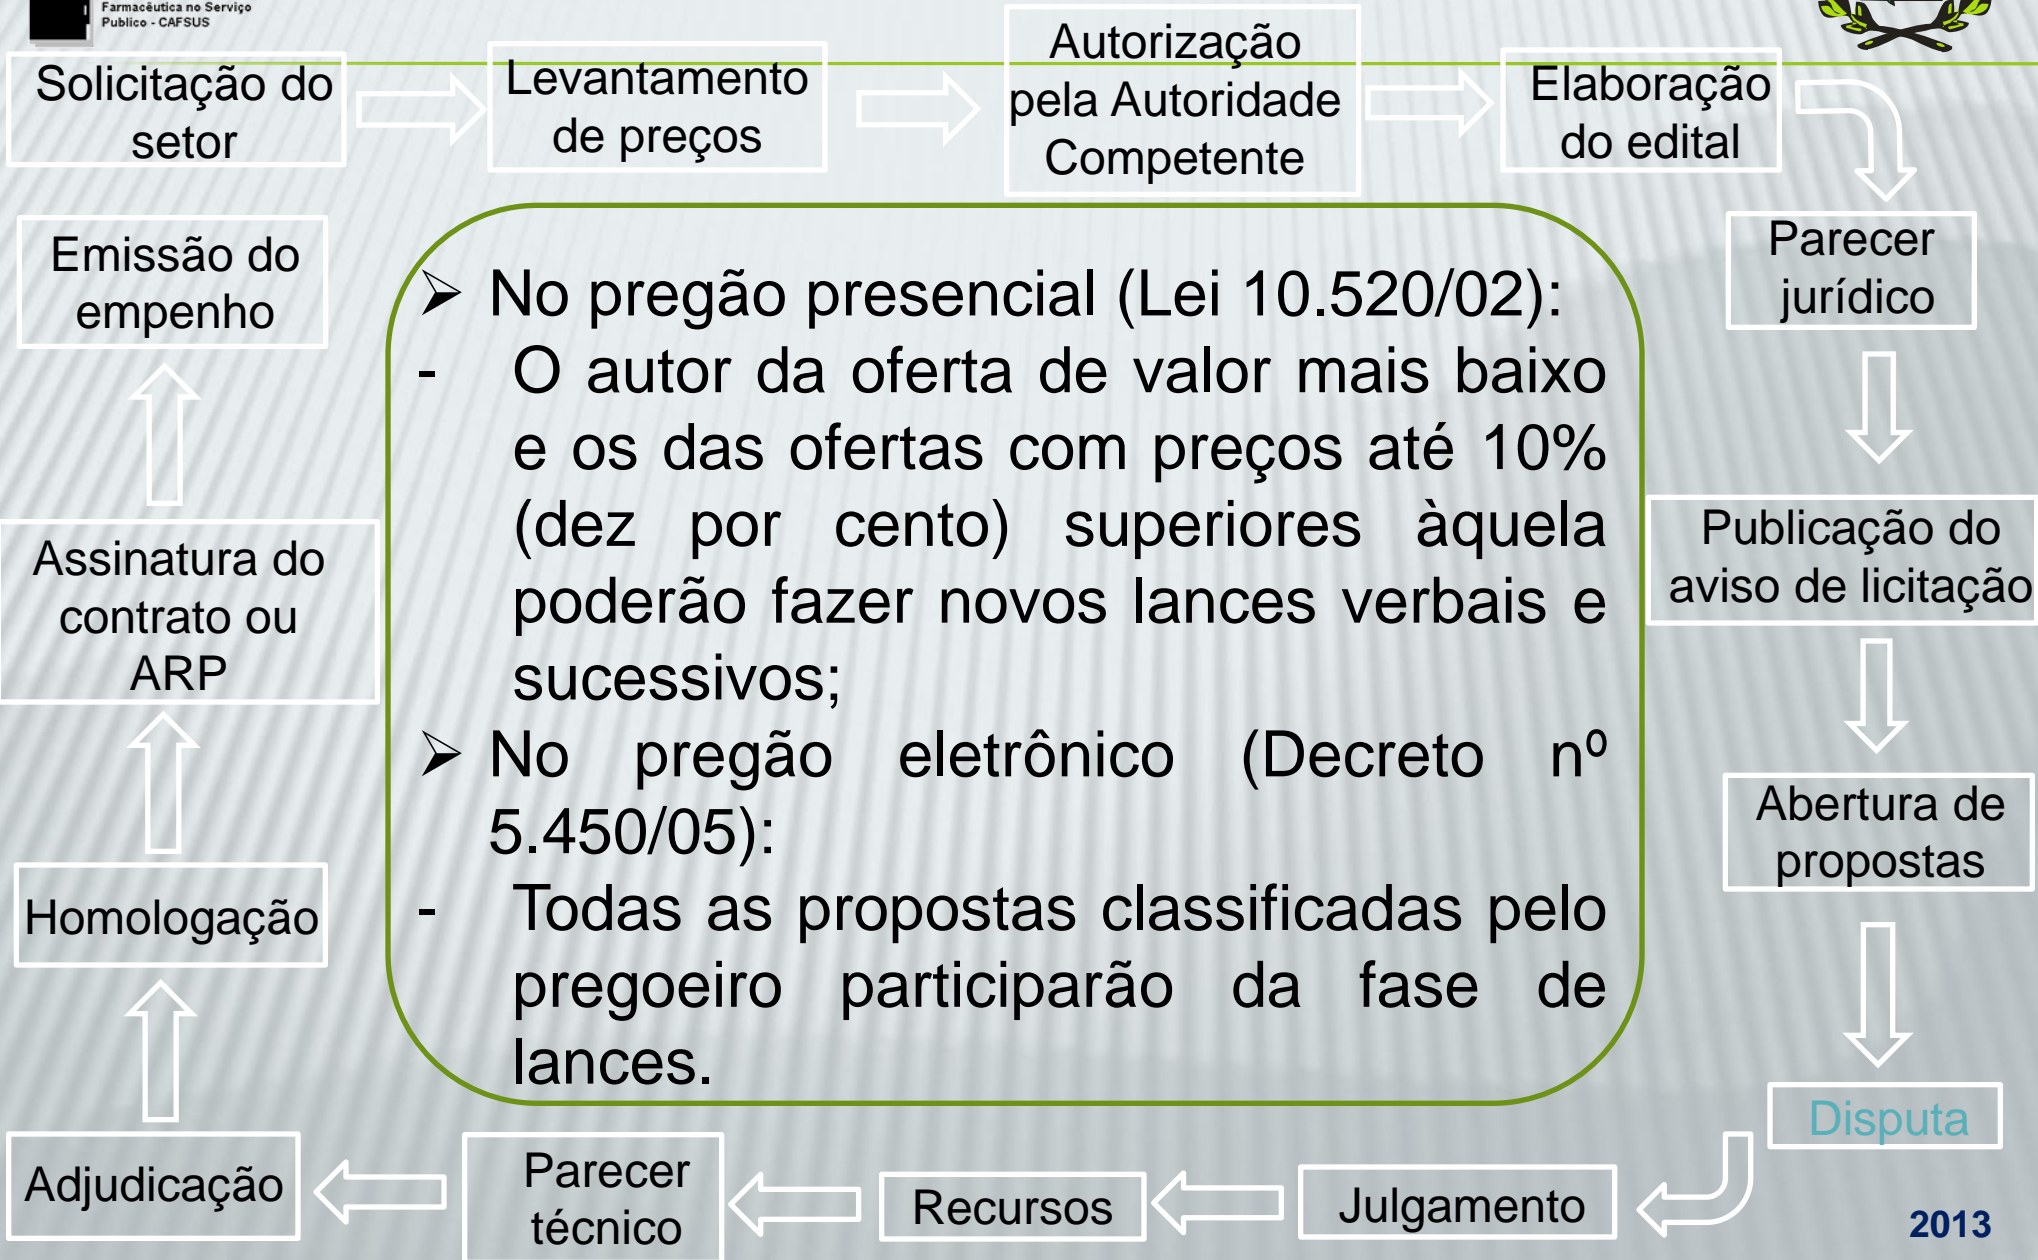 Farmacêutica no Serviço
Publico - CAFSUS
Solicitação do
setor
Levantamento
de preços
Autorização
pela Autoridade
Competente
Elaboração
do edital
Parecer
jurídico
Publicação do
aviso de licitação
Abertura de
propostas
Disputa
Julgamento
Recursos
Parecer
técnico
Adjudicação
Homologação
Assinatura do
contrato ou
ARP
Emissão do
empenho
➢ No pregão presencial (Lei 10.520/02):
- O autor da oferta de valor mais baixo
e os das ofertas com preços até 10%
(dez por cento) superiores àquela
poderão fazer novos lances verbais e
sucessivos;
➢ No pregão eletrônico (Decreto nº
5.450/05):
- Todas as propostas classificadas pelo
pregoeiro participarão da fase de
lances.
2013